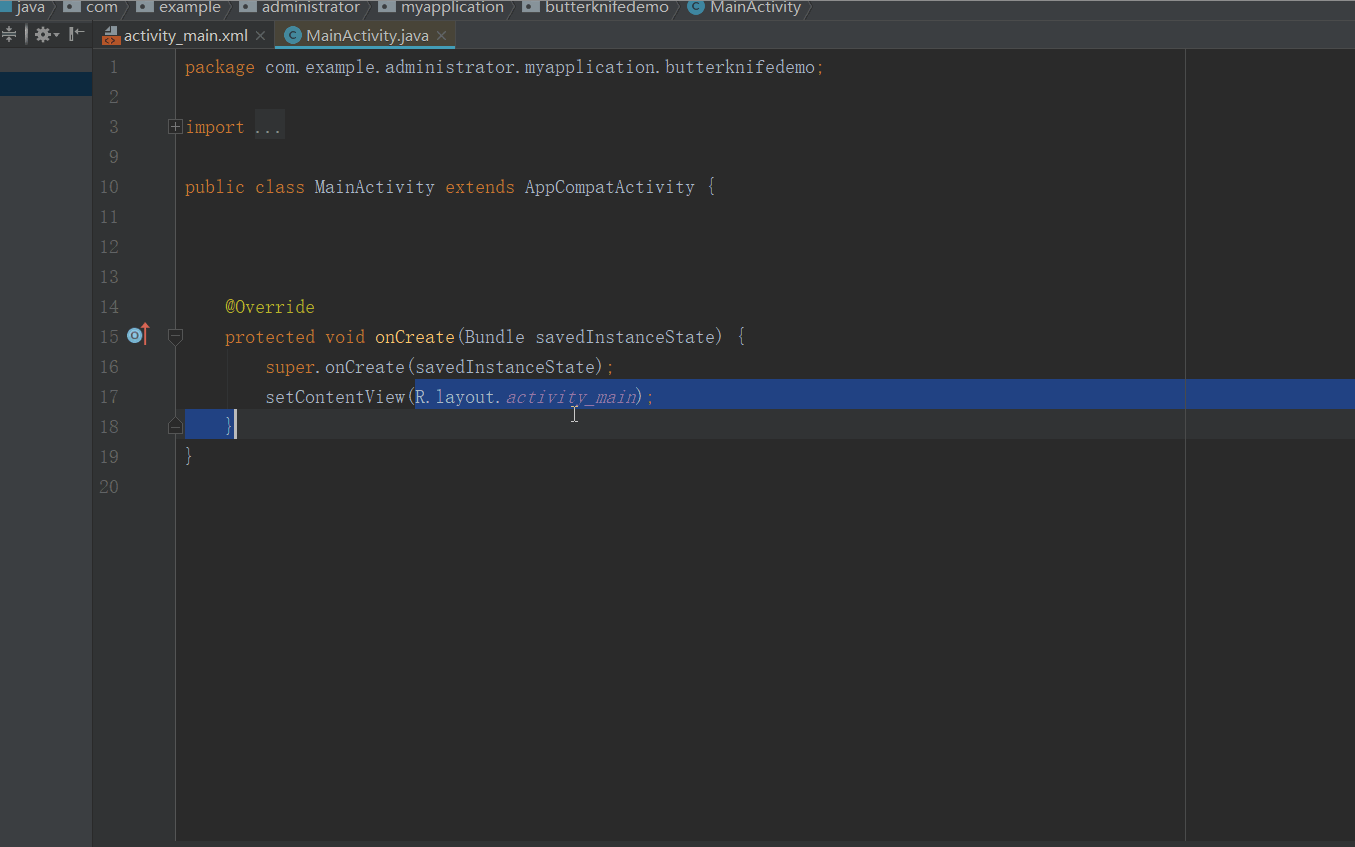 java com example administrator myapplication butterknifedemo MainActivity
activity_main.xml MainActivity.java
1 package com.example.administrator.myapplication.butterknifedemo;
2
3 import ...
9
10 public class MainActivity extends AppCompatActivity {
11
12
13
14 @Override
15 protected void onCreate(Bundle savedInstanceState) {
16 super.onCreate(savedInstanceState);
17 setContentView(R.layout.activity_main);
18 }
19 }
20